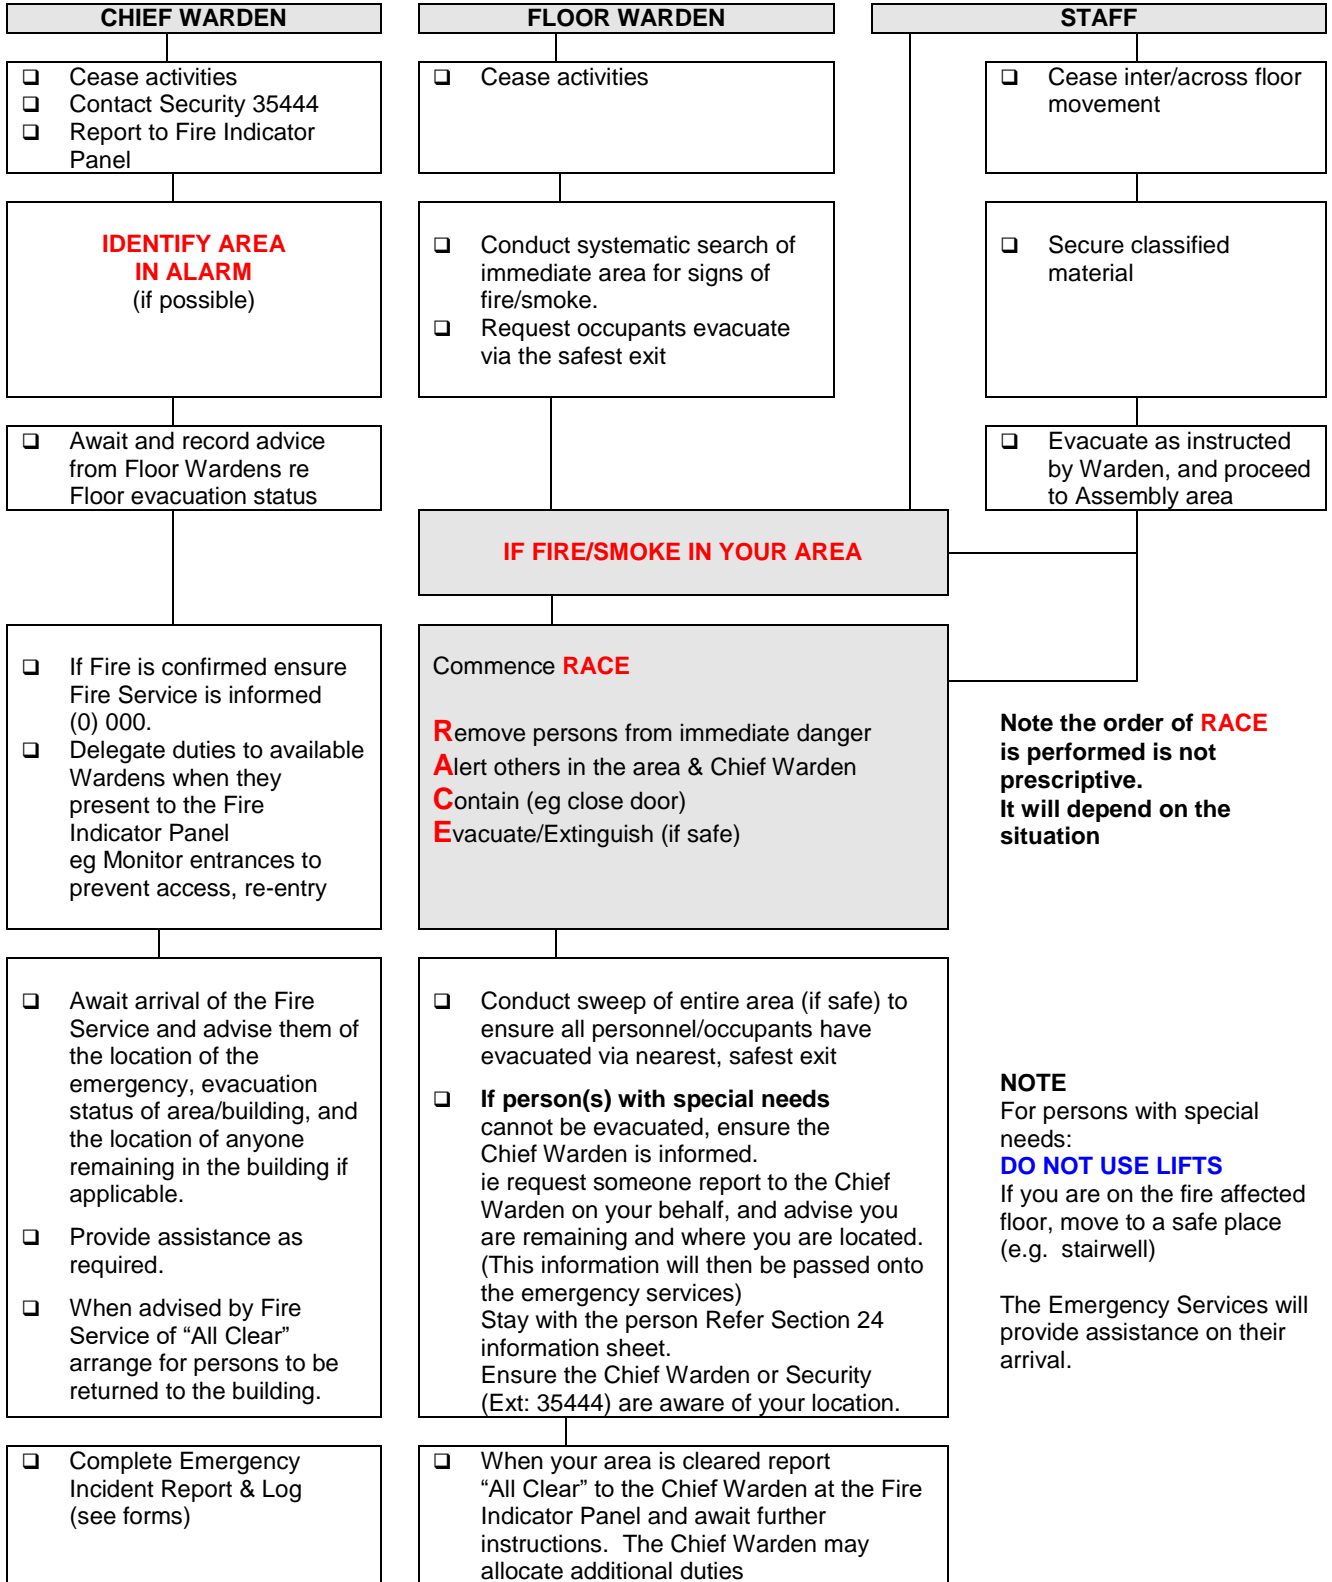 CHIEF WARDEN
FLOOR WARDEN
STAFF
❑ Cease activities
❑ Contact Security 35444
❑ Report to Fire Indicator
Panel
❑ Cease activities
❑ Cease inter/across floor
movement
IDENTIFY AREA
IN ALARM
(if possible)
❑ Conduct systematic search of
immediate area for signs of
fire/smoke.
❑ Request occupants evacuate
via the safest exit
❑ Secure classified
material
❑ Await and record advice
from Floor Wardens re
Floor evacuation status
❑ Evacuate as instructed
by Warden, and proceed
to Assembly area
IF FIRE/SMOKE IN YOUR AREA
❑ If Fire is confirmed ensure
Fire Service is informed
(0) 000.
❑ Delegate duties to available
Wardens when they
present to the Fire
Indicator Panel
eg Monitor entrances to
prevent access, re-entry
Commence RACE
Remove persons from immediate danger
Alert others in the area & Chief Warden
Contain (eg close door)
Evacuate/Extinguish (if safe)
Note the order of RACE
is performed is not
prescriptive.
It will depend on the
situation
❑ Await arrival of the Fire
Service and advise them of
the location of the
emergency, evacuation
status of area/building, and
the location of anyone
remaining in the building if
applicable.
❑ Provide assistance as
required.
❑ When advised by Fire
Service of “All Clear”
arrange for persons to be
returned to the building.
❑ Conduct sweep of entire area (if safe) to
ensure all personnel/occupants have
evacuated via nearest, safest exit
❑ If person(s) with special needs
cannot be evacuated, ensure the
Chief Warden is informed.
ie request someone report to the Chief
Warden on your behalf, and advise you
are remaining and where you are located.
(This information will then be passed onto
the emergency services)
Stay with the person Refer Section 24
information sheet.
Ensure the Chief Warden or Security
(Ext: 35444) are aware of your location.
NOTE
For persons with special
needs:
DO NOT USE LIFTS
If you are on the fire affected
floor, move to a safe place
(e.g. stairwell)
The Emergency Services will
provide assistance on their
arrival.
❑ Complete Emergency
Incident Report & Log
(see forms)
❑ When your area is cleared report
“All Clear” to the Chief Warden at the Fire
Indicator Panel and await further
instructions. The Chief Warden may
allocate additional duties